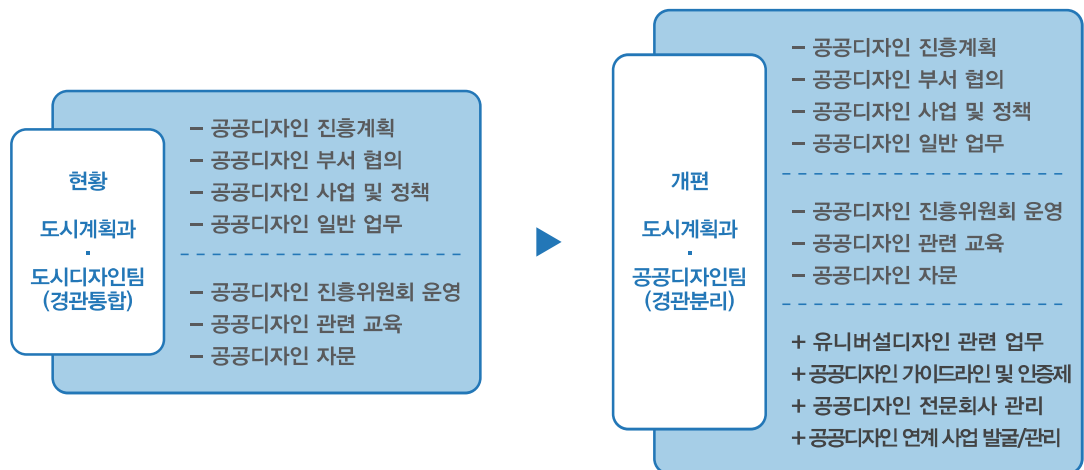 현황
도시계획과
·
도시디자인팀
(경관통합)
– 공공디자인 진흥계획
– 공공디자인 부서 협의
– 공공디자인 사업 및 정책
– 공공디자인 일반 업무
– 공공디자인 진흥위원회 운영
– 공공디자인 관련 교육
– 공공디자인 자문
개편
도시계획과
·
공공디자인팀
(경관분리)
– 공공디자인 진흥계획
– 공공디자인 부서 협의
– 공공디자인 사업 및 정책
– 공공디자인 일반 업무
– 공공디자인 진흥위원회 운영
– 공공디자인 관련 교육
– 공공디자인 자문
+ 유니버설디자인 관련 업무
+ 공공디자인 가이드라인 및 인증제
+ 공공디자인 전문회사 관리
+ 공공디자인 연계 사업 발굴/관리